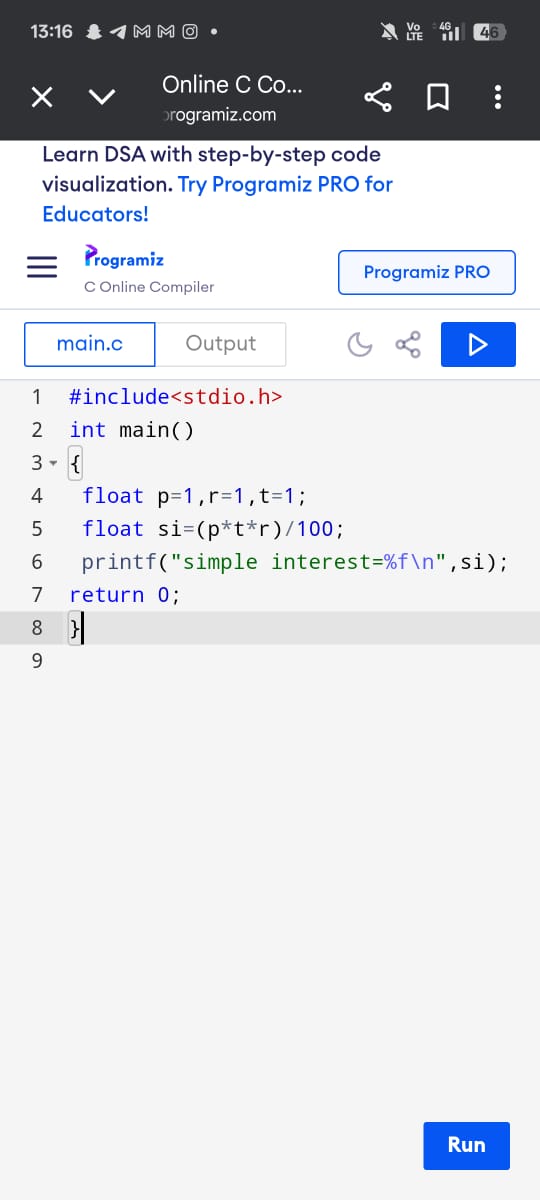 13:16
Vo
LTE
4G
46
Online C Co...
programiz.com
Learn DSA with step-by-step code
visualization. Try Programiz PRO for
Educators!
Programiz
C Online Compiler
Programiz PRO
main.c
Output
1 #include<stdio.h>
2 int main()
3 {
4 float p=1,r=1,t=1;
5 float si=(p*t*r)/100;
6 printf("simple interest=%f\n",si);
7 return 0;
8 }
9
Run